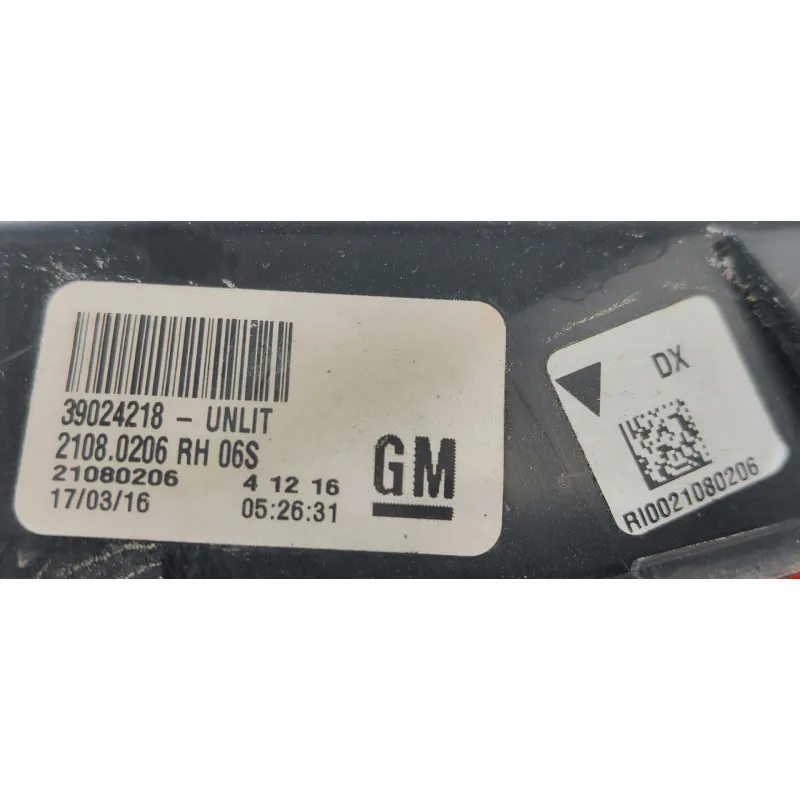 39024218 - UNLIT
2108.0206 RH 06S
21080206 4 12 16
17/03/16 05:26:31
GM
DX
RI0021080206